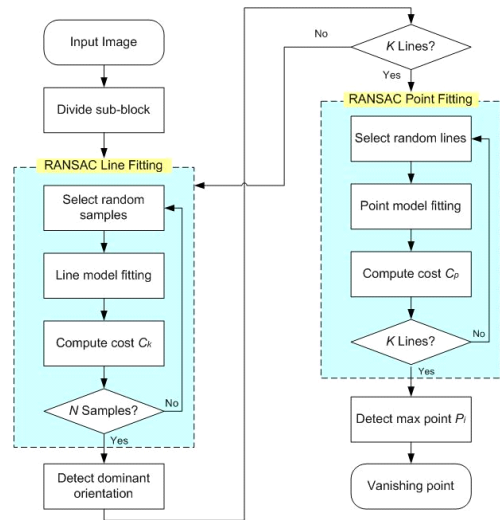 Input Image
Divide sub-block
RANSAC Line Fitting
Select random
samples
Line model fitting
Compute cost Ck
N Samples?
No
Yes
Detect dominant
orientation
K Lines?
No
Yes
RANSAC Point Fitting
Select random lines
Point model fitting
Compute cost Cp
K Lines?
No
Yes
Detect max point Pi
Vanishing point